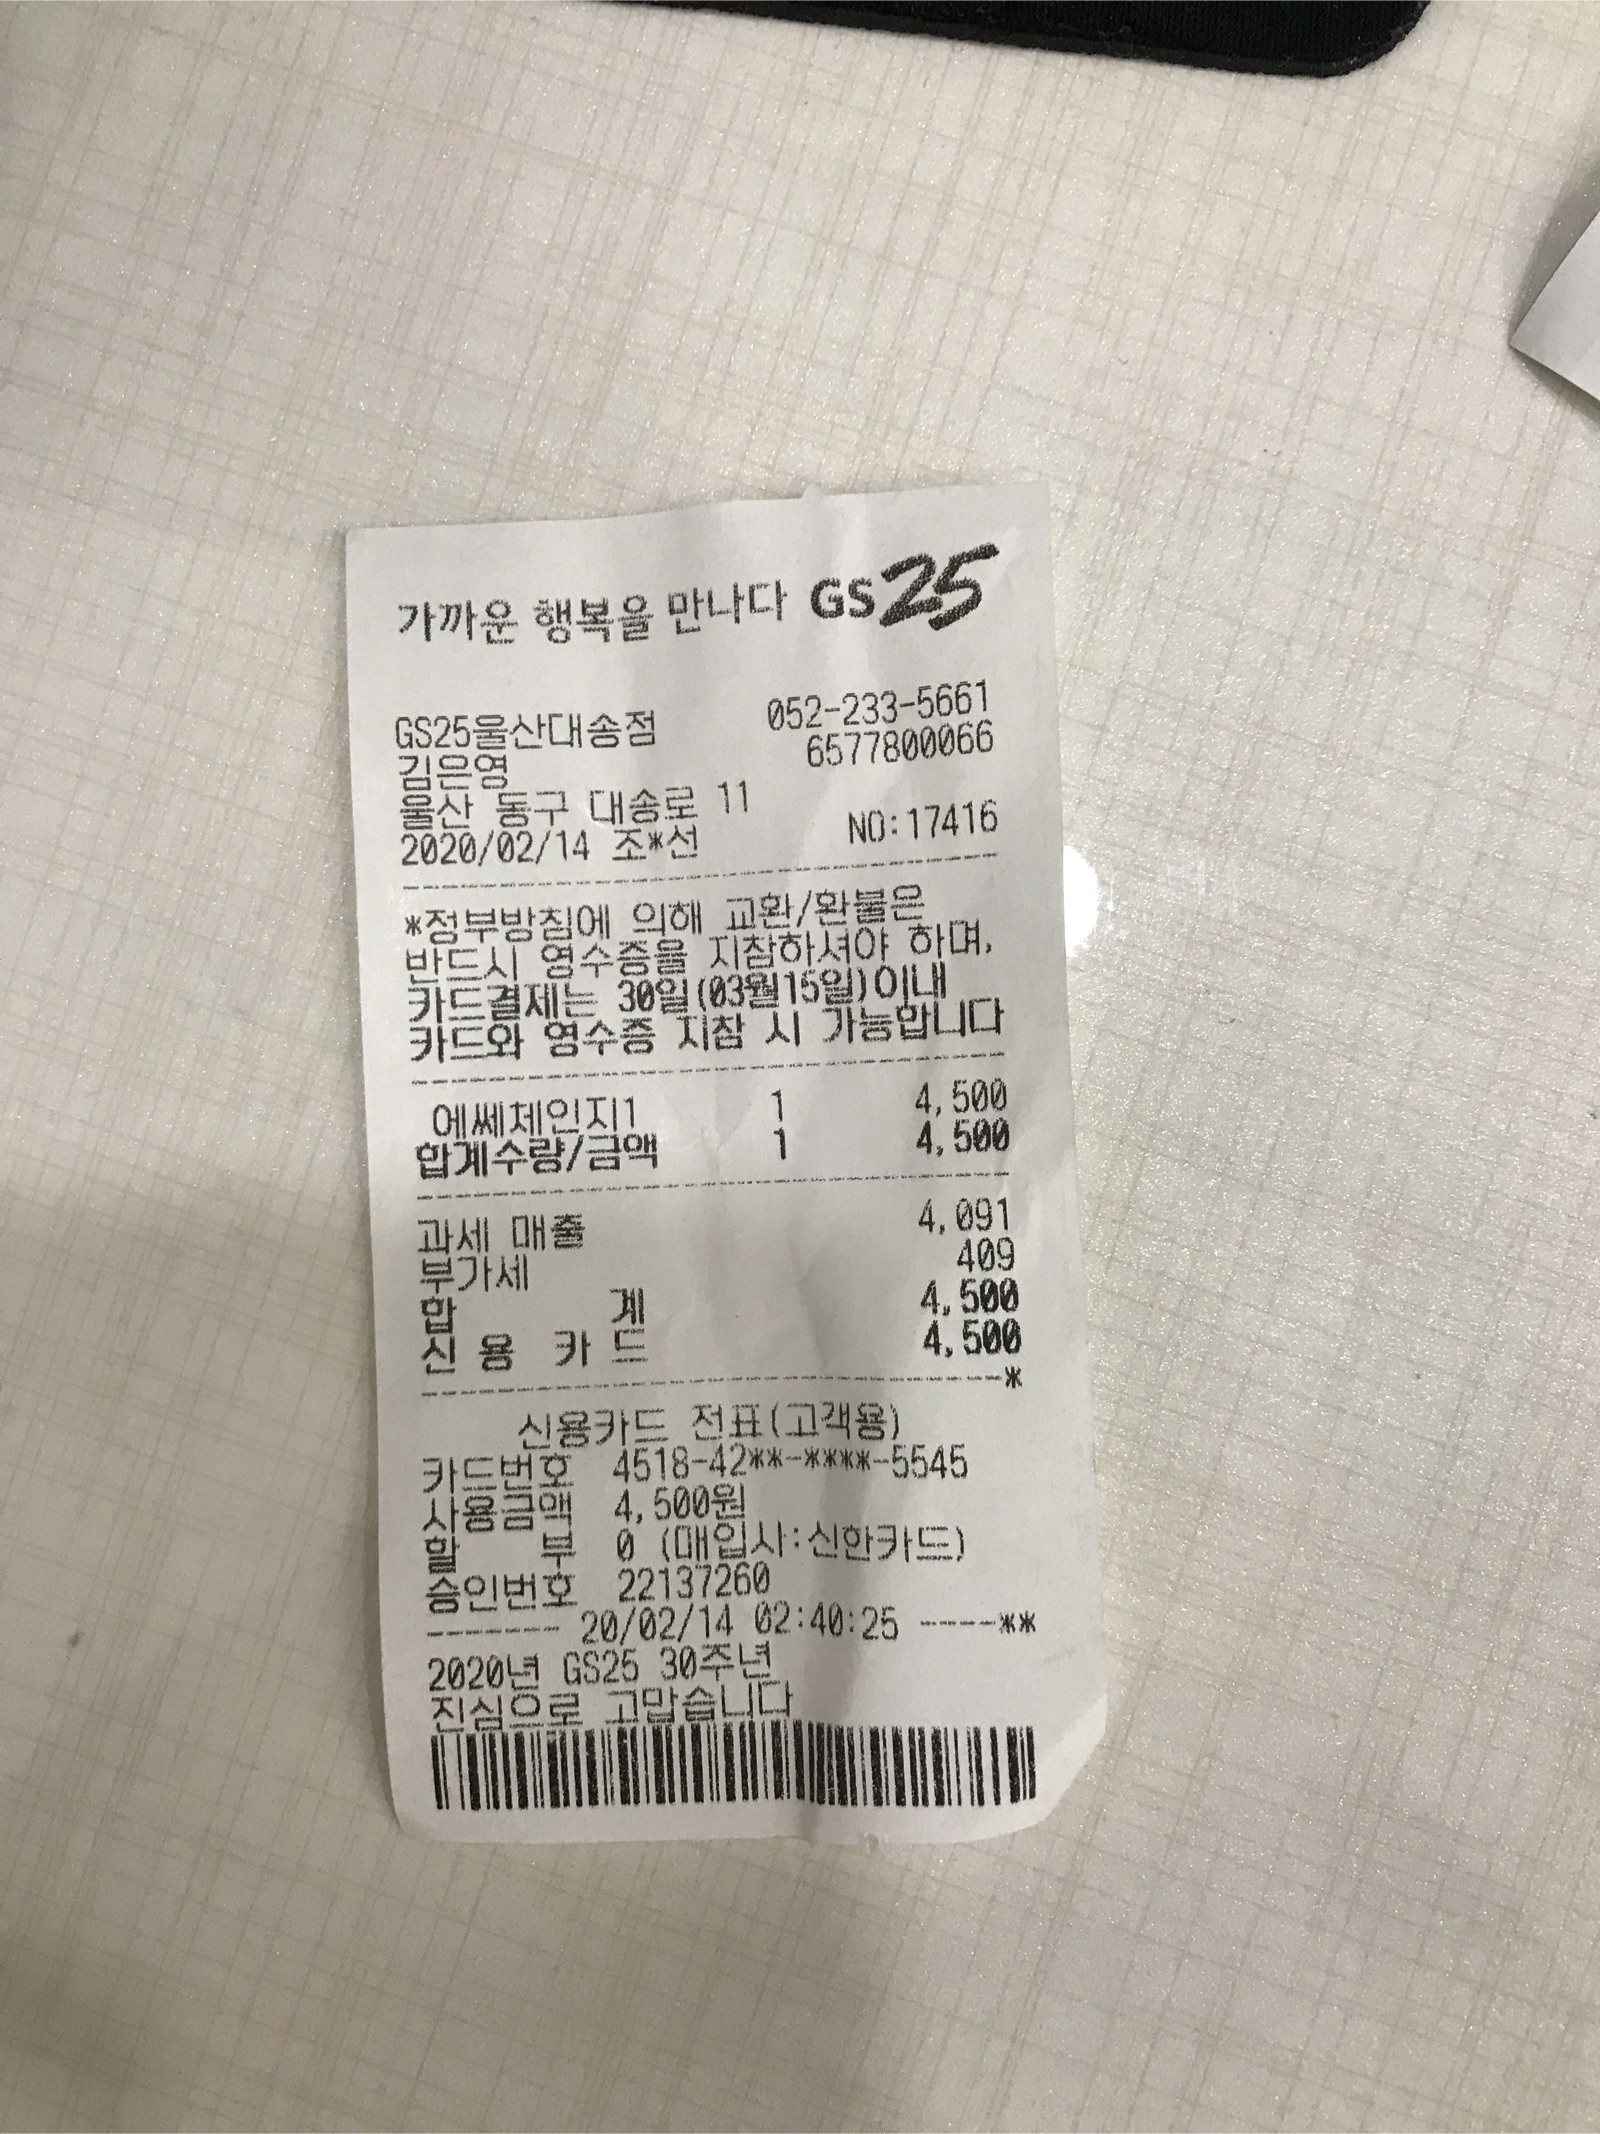 가까운 행복을 만나다 GS25
GS25울산대송점 052-233-5661
김은영 6577800066
울산 동구 대송로 11
2020/02/14 조*선 NO:17416
*정부방침에 의해 교환/환불은
반드시 영수증을 지참하셔야 하며,
카드결제는 30일(03월15일)이내
카드와 영수증 지참 시 가능합니다
에쎄체인지1 1 4,500
합계수량/금액 1 4,500
과세 매출 4,091
부가세 409
합 계 4,500
신 용 카 드 4,500
*
신용카드 전표(고객용)
카드번호 4518-42**-****-5545
사용금액 4,500원
할 부 0 (매입사:신한카드)
승인번호 22137260
------- 20/02/14 02:40:25 ----**
2020년 GS25 30주년
진심으로 고맙습니다